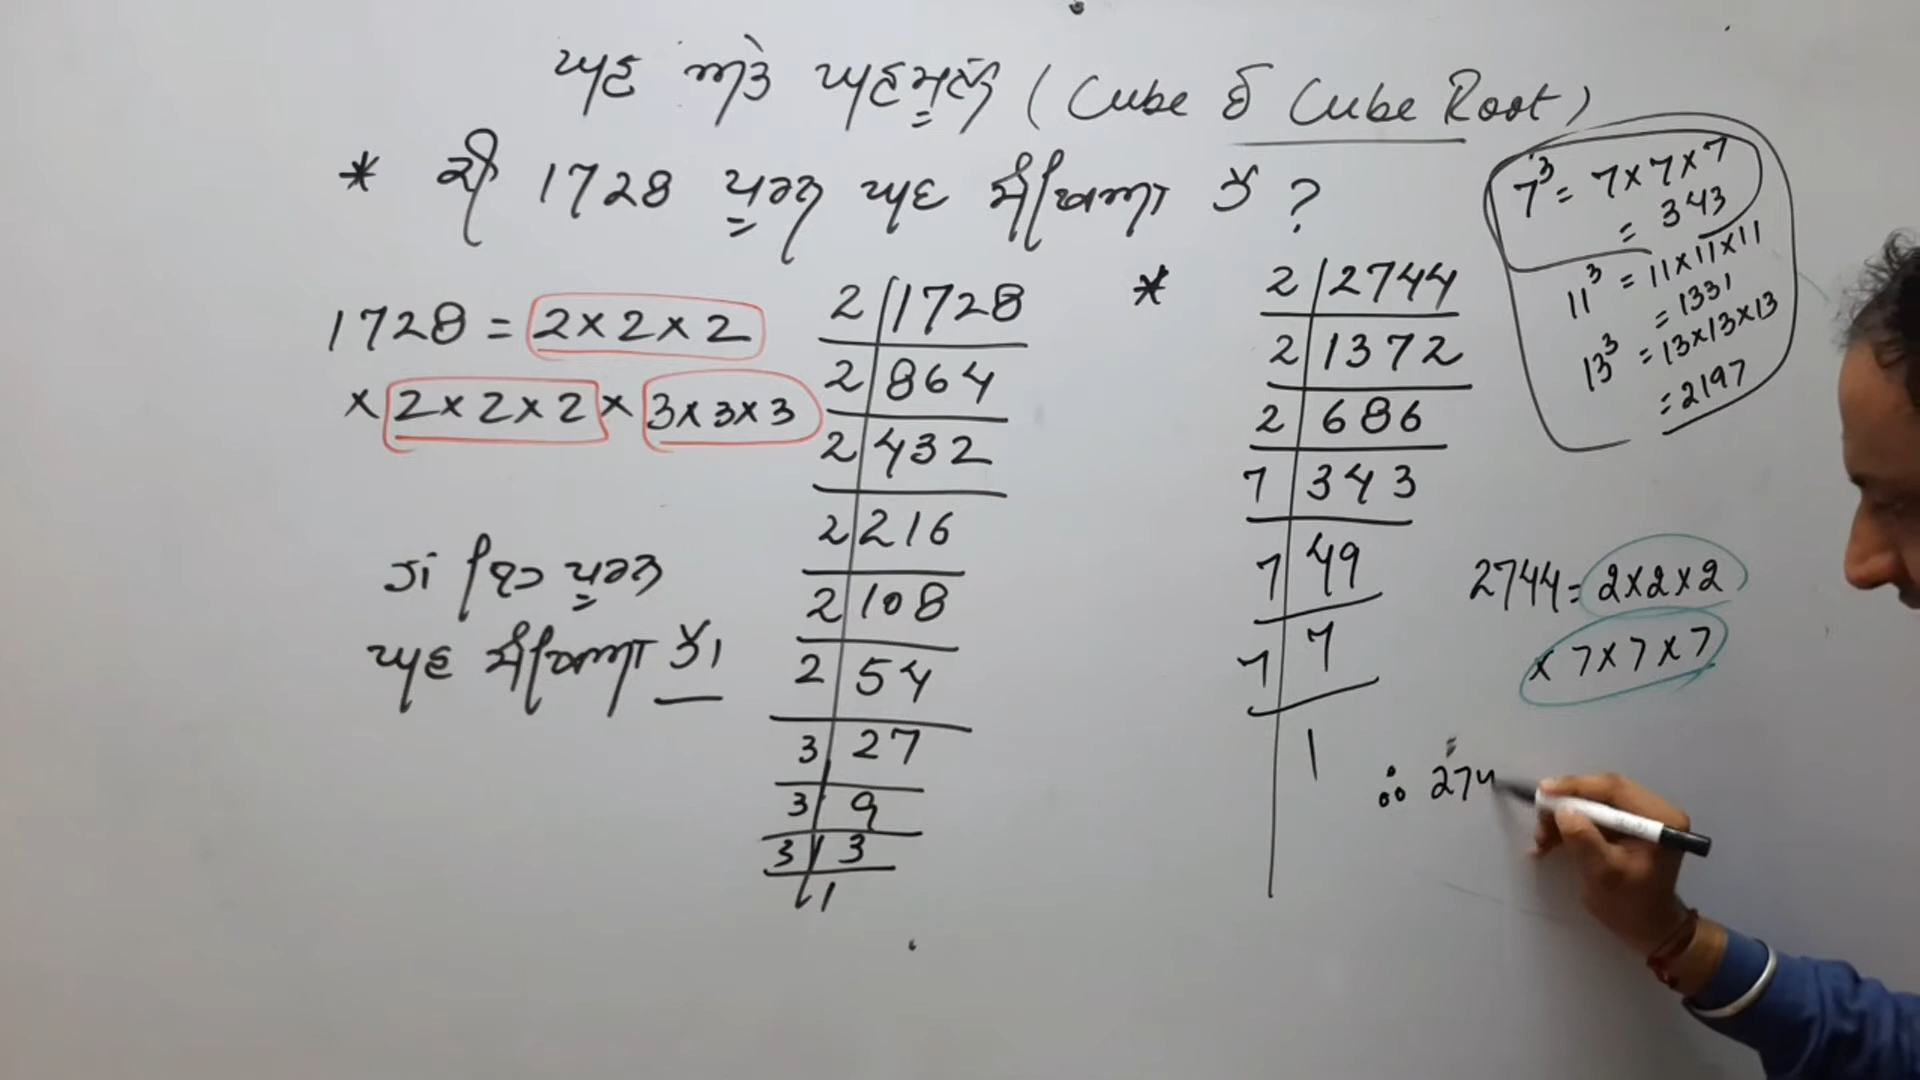 ਘਣ ਅਤੇ ਘਣਮੂਲ (Cube ਓ Cube Root)
* ਕੀ 1728 ਪੂਰਨ ਘਣ ਸੰਖਿਆ ਹੈ ?
1728 = 2×2×2
× 2×2×2 × 3×3×3
ਹਾਂ ਇਹ ਪੂਰਨ
ਘਣ ਸੰਖਿਆ ਹੈ।
2 | 1728
2 | 864
2 | 432
2 | 216
2 | 108
2 | 54
3 | 27
3 | 9
3 | 3
| 1
*
2 | 2744
2 | 1372
2 | 686
7 | 343
7 | 49
7 | 7
| 1
7³ = 7×7×7
= 343
11³ = 11×11×11
= 1331
13³ = 13×13×13
= 2197
2744 = 2×2×2
× 7×7×7
∴ 274